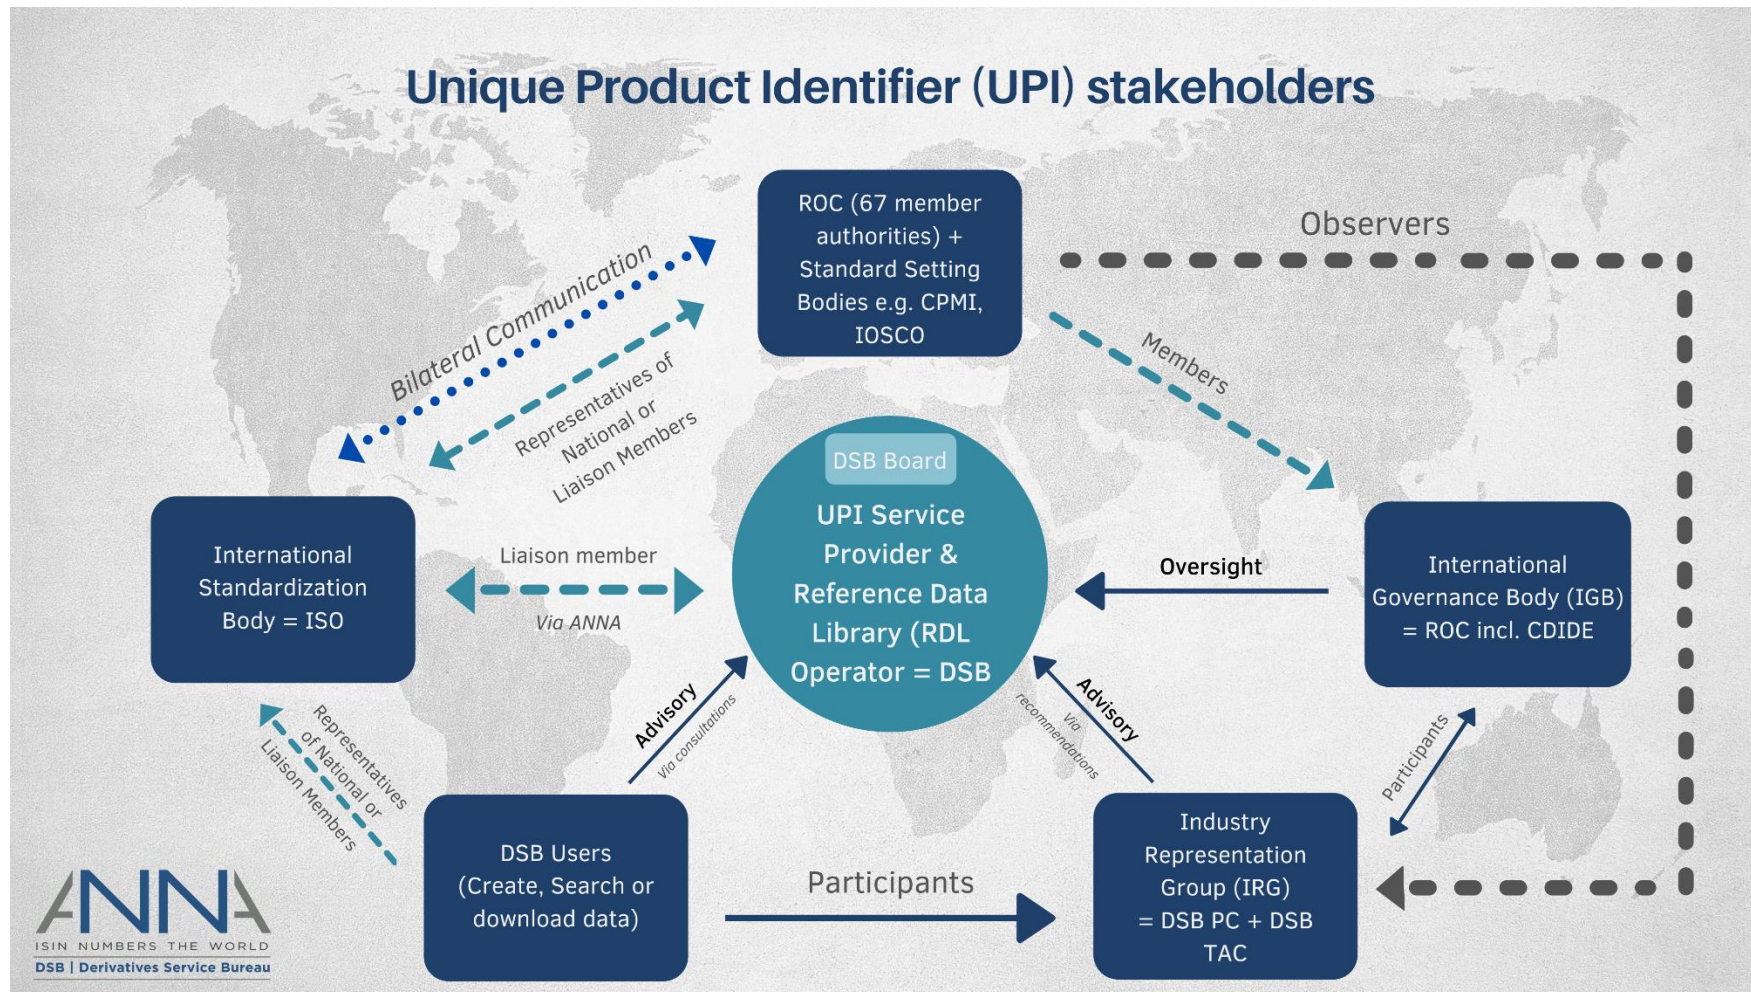 Unique Product Identifier (UPI) stakeholders
ROC (67 member
authorities) +
Standard Setting
Bodies e.g. CPMI,
IOSCO
Observers
Bilateral Communication
Representatives of
National or
Liaison Members
Members
DSB Board
UPI Service
Provider &
Reference Data
Library (RDL
Operator = DSB
International
Standardization
Body = ISO
Liaison member
Via ANNA
Oversight
International
Governance Body (IGB)
= ROC incl. CDIDE
Representatives
of National or
Liaison Members
Advisory
Via consultations
Advisory
Via
recommendations
Participants
DSB Users
(Create, Search or
download data)
Participants
Industry
Representation
Group (IRG)
= DSB PC + DSB
TAC
ANNA
ISIN NUMBERS THE WORLD
DSB | Derivatives Service Bureau